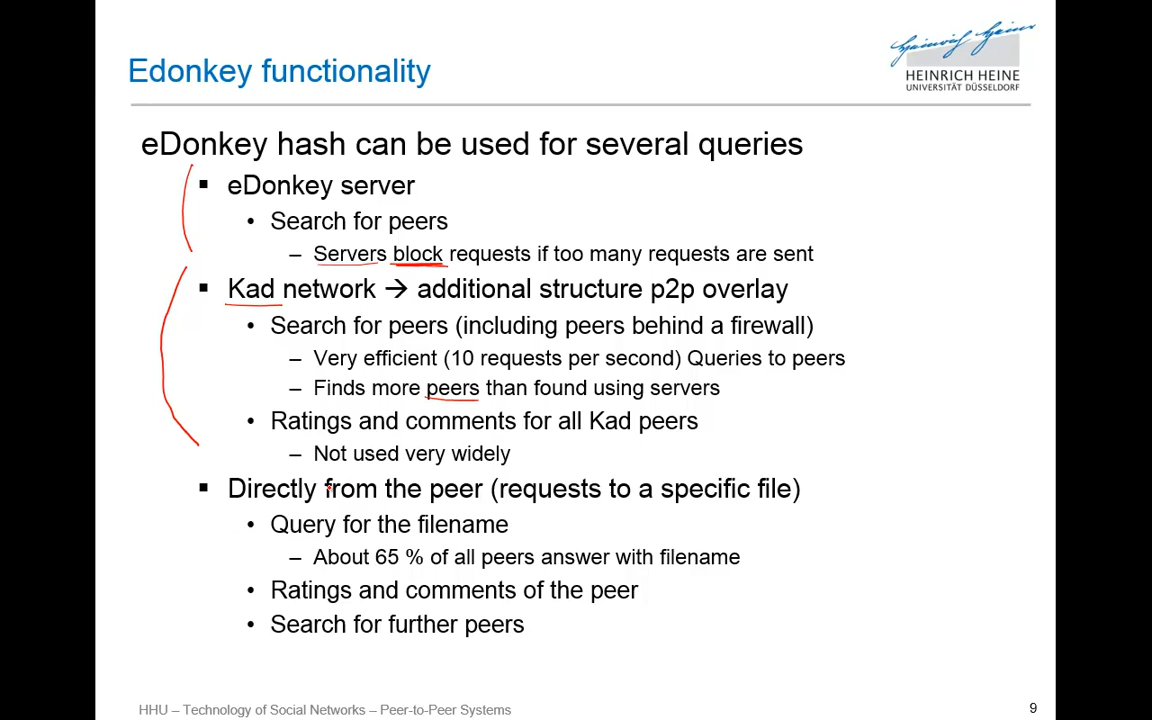 Heinrich Heine
HEINRICH HEINE
UNIVERSITÄT DÜSSELDORF
Edonkey functionality
eDonkey hash can be used for several queries
▪ eDonkey server
• Search for peers
– Servers block requests if too many requests are sent
▪ Kad network → additional structure p2p overlay
• Search for peers (including peers behind a firewall)
– Very efficient (10 requests per second) Queries to peers
– Finds more peers than found using servers
• Ratings and comments for all Kad peers
– Not used very widely
▪ Directly from the peer (requests to a specific file)
• Query for the filename
– About 65 % of all peers answer with filename
• Ratings and comments of the peer
• Search for further peers
HHU – Technology of Social Networks – Peer-to-Peer Systems
9